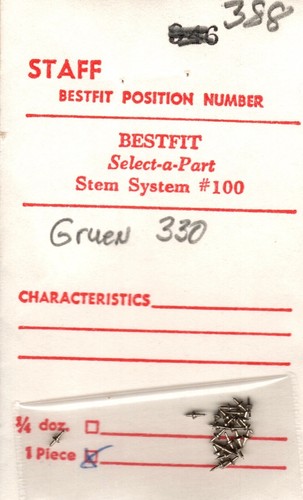 388
STAFF
BESTFIT POSITION NUMBER
BESTFIT
Select-a-Part
Stem System #100
Gruen 330
CHARACTERISTICS
1/4 doz.
1 Piece